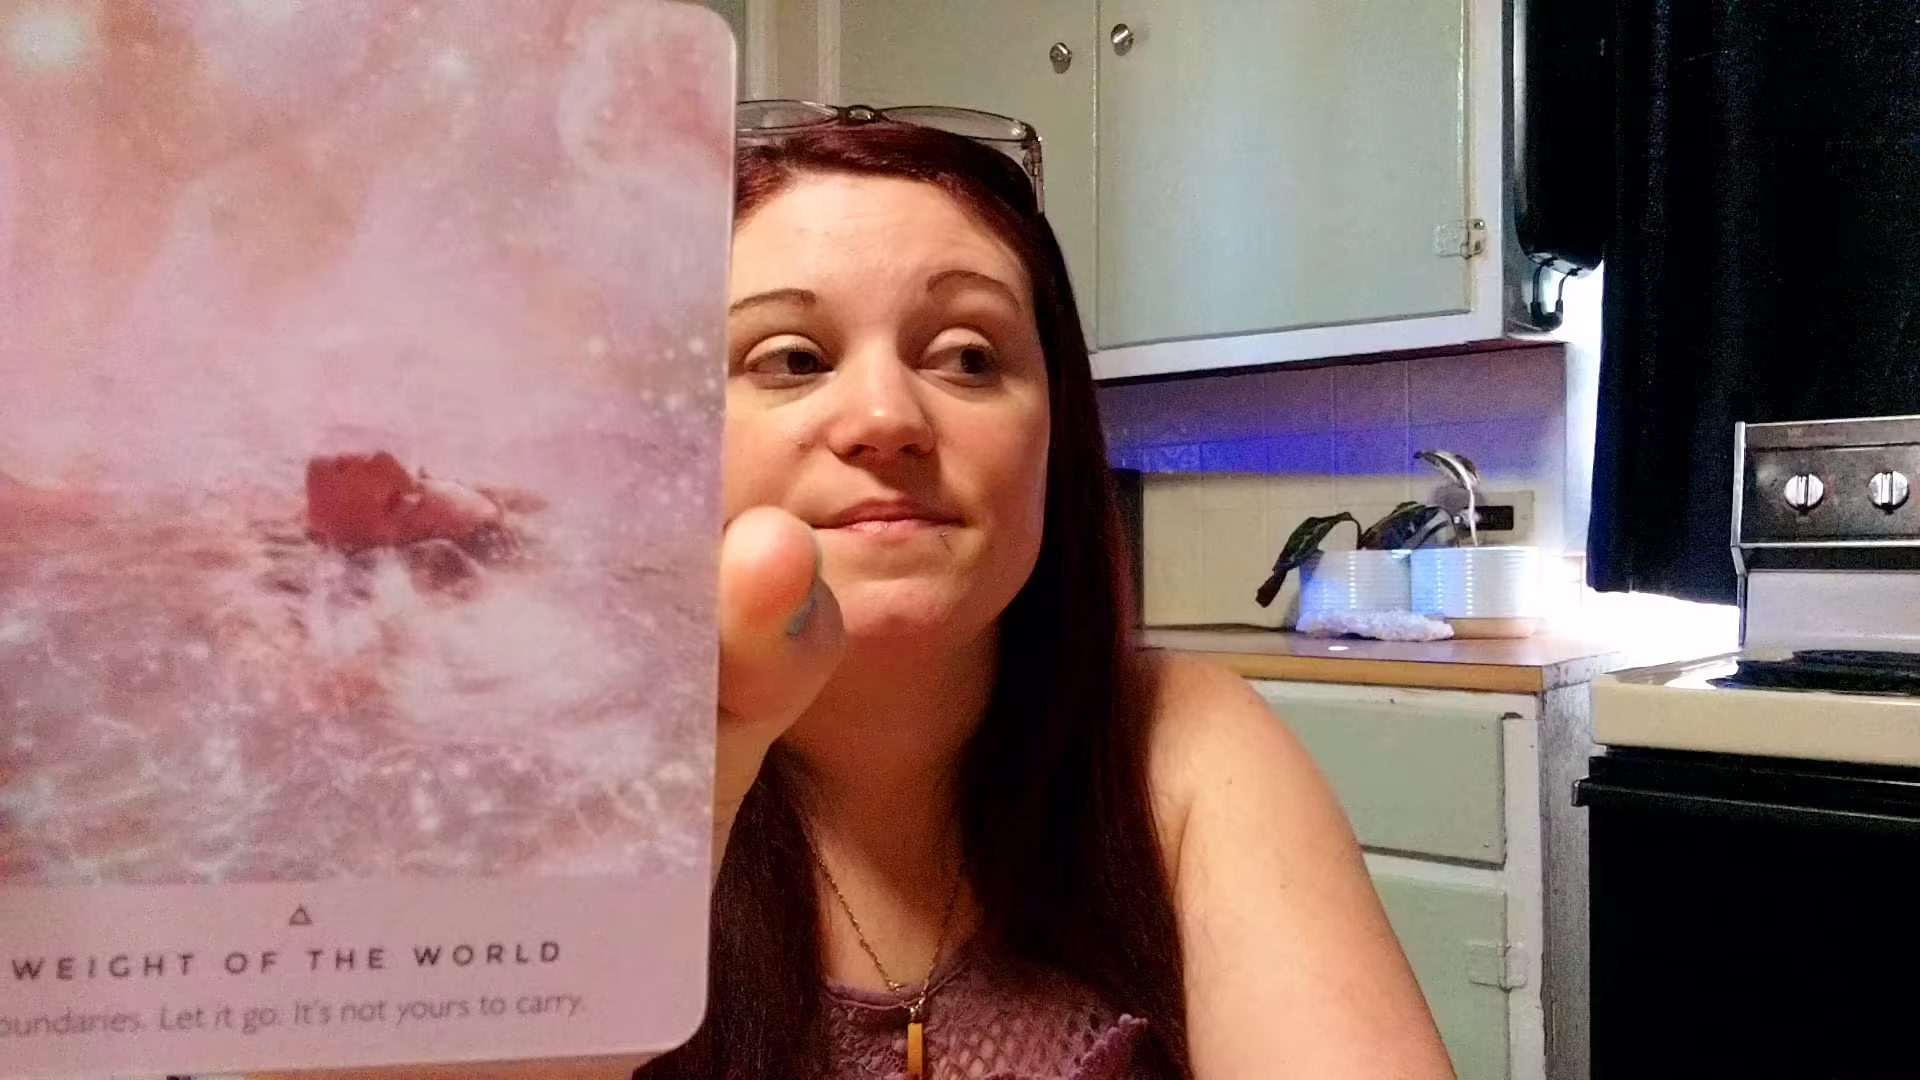 WEIGHT OF THE WORLD
oundaries. Let it go. It's not yours to carry.